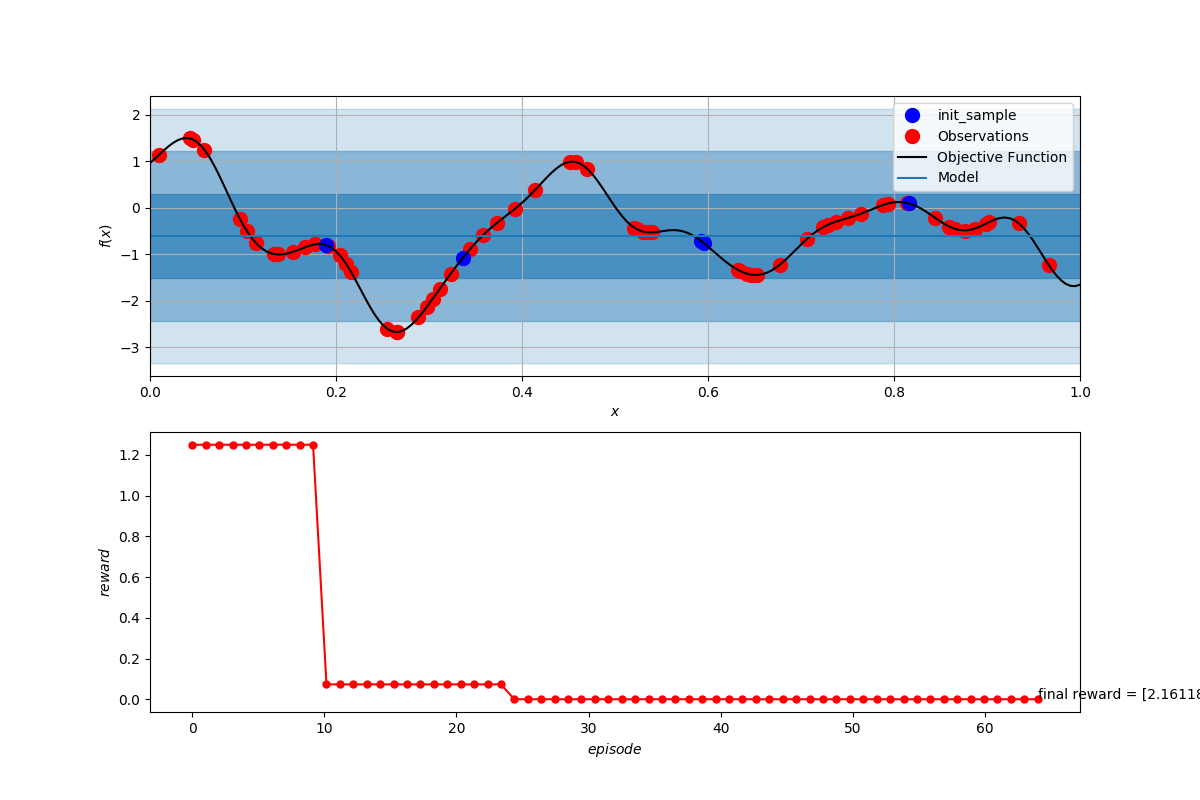 2
1
0
−1
−2
−3
f(x)
init_sample
Observations
Objective Function
Model
0.0 0.2 0.4 0.6 0.8 1.0
x
1.2
1.0
0.8
0.6
0.4
0.2
0.0
reward
final reward = [2.16118
0 10 20 30 40 50 60
episode